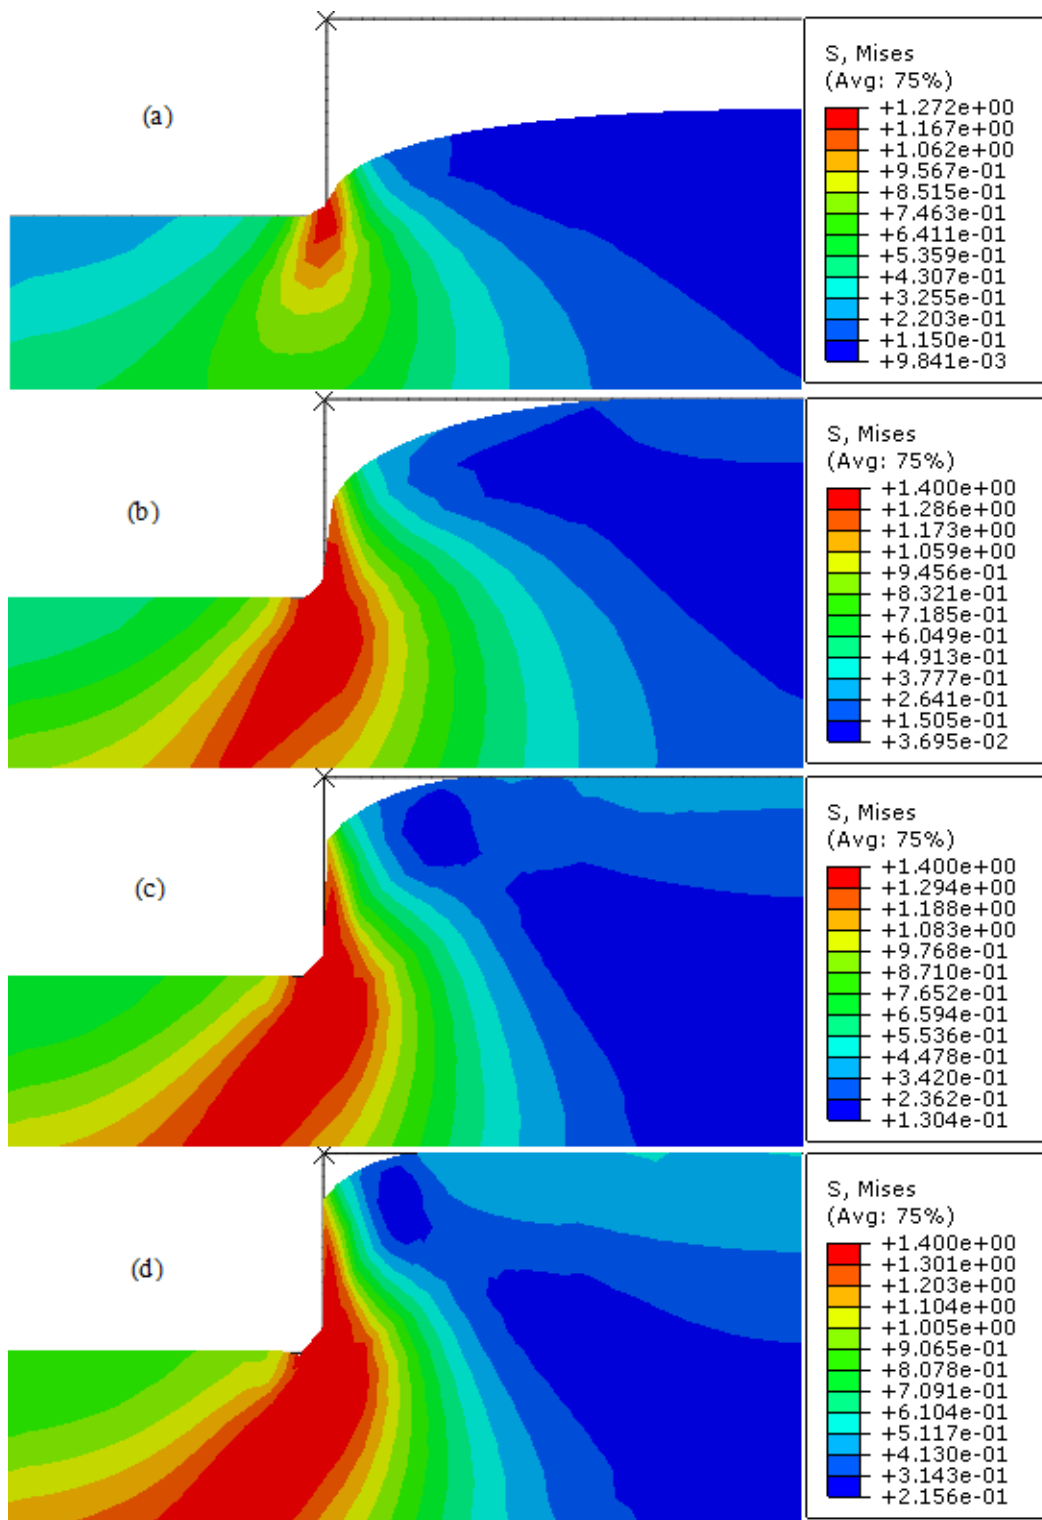 (a)
S, Mises
(Avg: 75%)
+1.272e+00
+1.167e+00
+1.062e+00
+9.567e-01
+8.515e-01
+7.463e-01
+6.411e-01
+5.359e-01
+4.307e-01
+3.255e-01
+2.203e-01
+1.150e-01
+9.841e-03
(b)
S, Mises
(Avg: 75%)
+1.400e+00
+1.286e+00
+1.173e+00
+1.059e+00
+9.456e-01
+8.321e-01
+7.185e-01
+6.049e-01
+4.913e-01
+3.777e-01
+2.641e-01
+1.505e-01
+3.695e-02
(c)
S, Mises
(Avg: 75%)
+1.400e+00
+1.294e+00
+1.188e+00
+1.083e+00
+9.768e-01
+8.710e-01
+7.652e-01
+6.594e-01
+5.536e-01
+4.478e-01
+3.420e-01
+2.362e-01
+1.304e-01
(d)
S, Mises
(Avg: 75%)
+1.400e+00
+1.301e+00
+1.203e+00
+1.104e+00
+1.005e+00
+9.065e-01
+8.078e-01
+7.091e-01
+6.104e-01
+5.117e-01
+4.130e-01
+3.143e-01
+2.156e-01